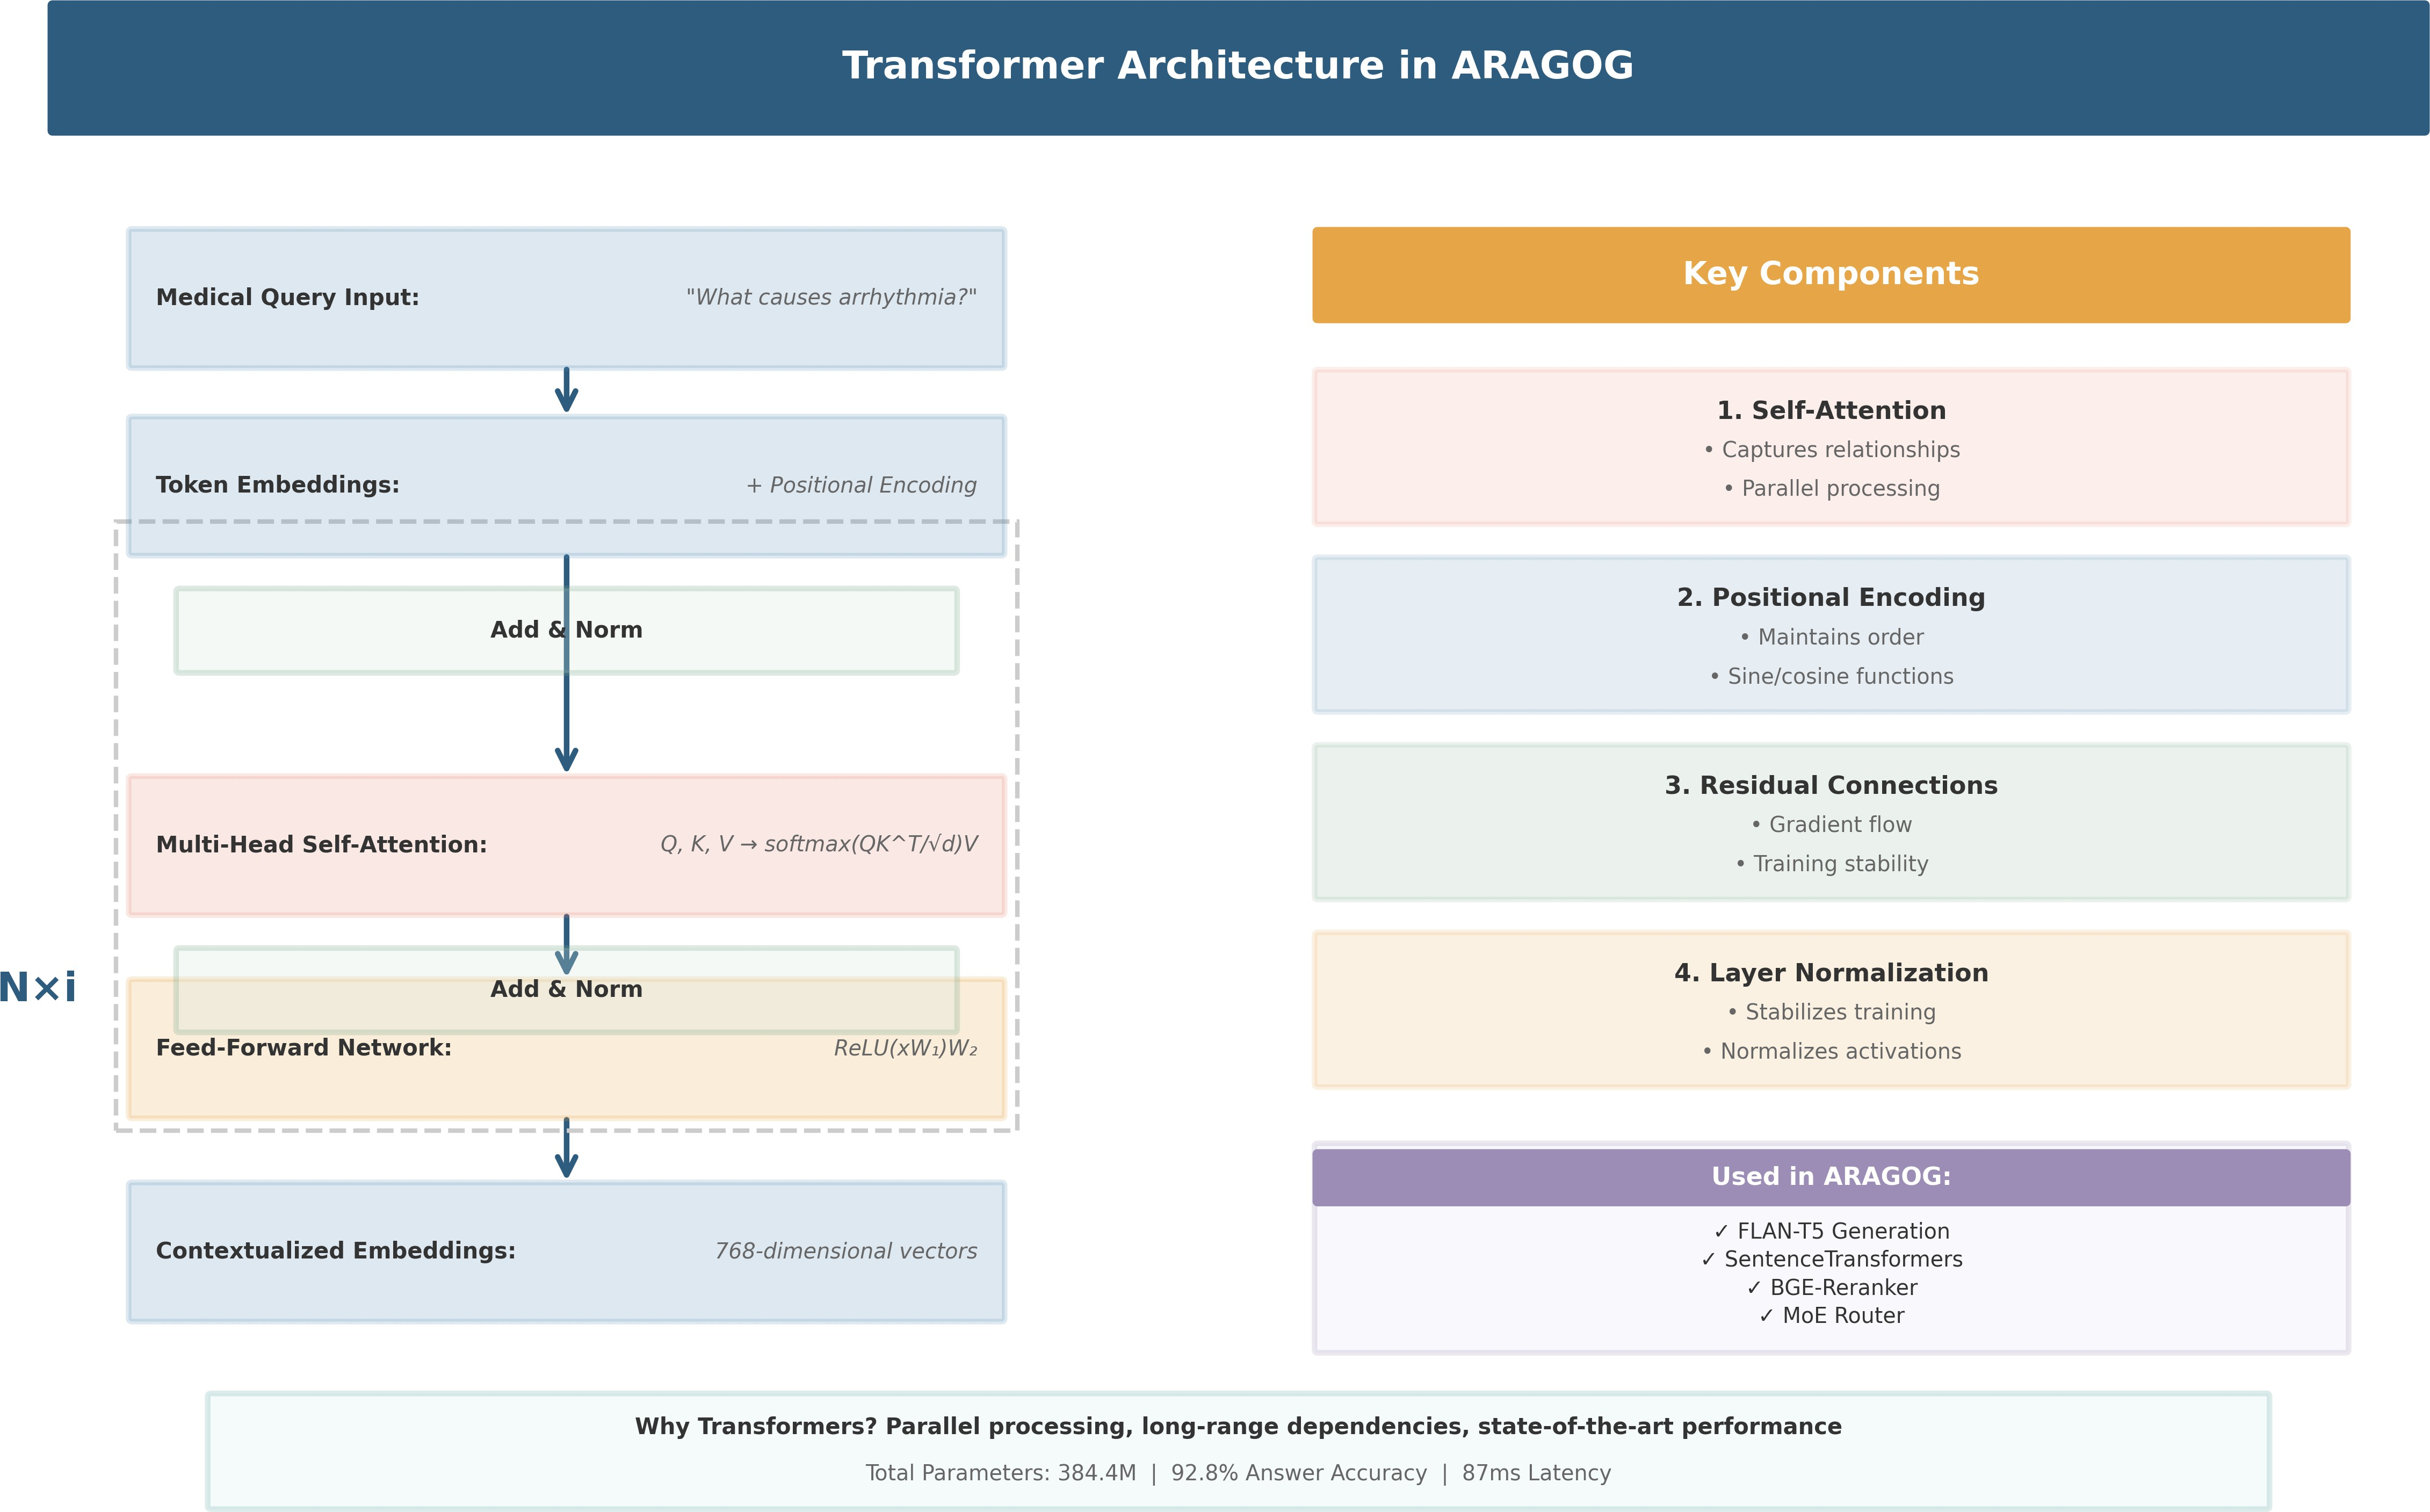 Transformer Architecture in ARAGOG
Medical Query Input: "What causes arrhythmia?"
Token Embeddings: + Positional Encoding
Add & Norm
Multi-Head Self-Attention: Q, K, V → softmax(QK^T/√d)V
N×i
Add & Norm
Feed-Forward Network: ReLU(xW₁)W₂
Contextualized Embeddings: 768-dimensional vectors
Key Components
1. Self-Attention
• Captures relationships
• Parallel processing
2. Positional Encoding
• Maintains order
• Sine/cosine functions
3. Residual Connections
• Gradient flow
• Training stability
4. Layer Normalization
• Stabilizes training
• Normalizes activations
Used in ARAGOG:
✓ FLAN-T5 Generation
✓ SentenceTransformers
✓ BGE-Reranker
✓ MoE Router
Why Transformers? Parallel processing, long-range dependencies, state-of-the-art performance
Total Parameters: 384.4M | 92.8% Answer Accuracy | 87ms Latency